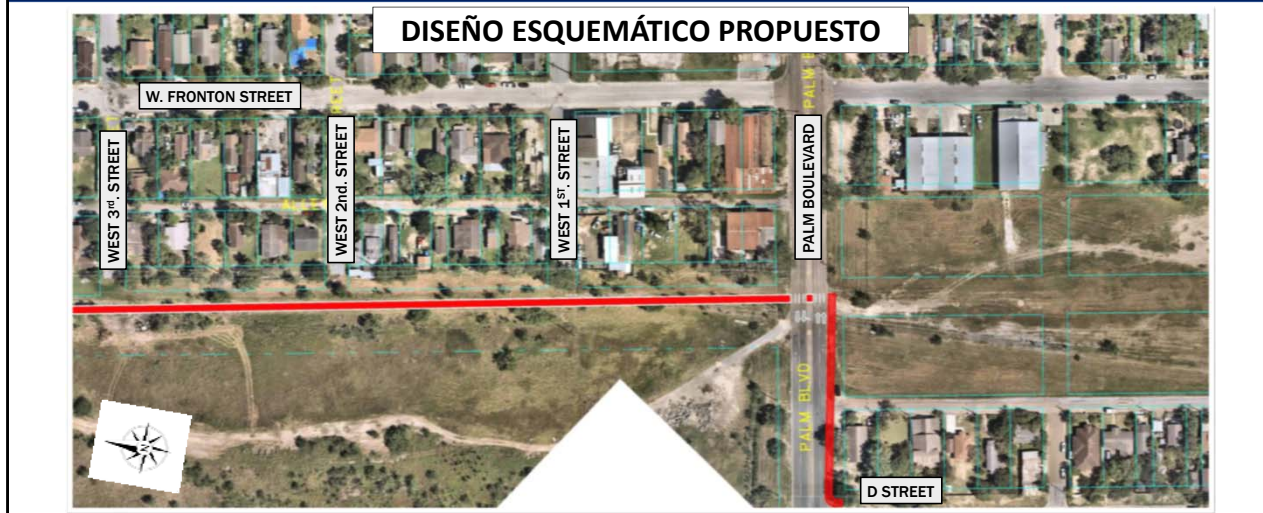 DISEÑO ESQUEMÁTICO PROPUESTO
W. FRONTON STREET
WEST 3rd. STREET
WEST 2nd. STREET
WEST 1ST. STREET
PALM BOULEVARD
ALLEY
PALM BLVD
N
D STREET